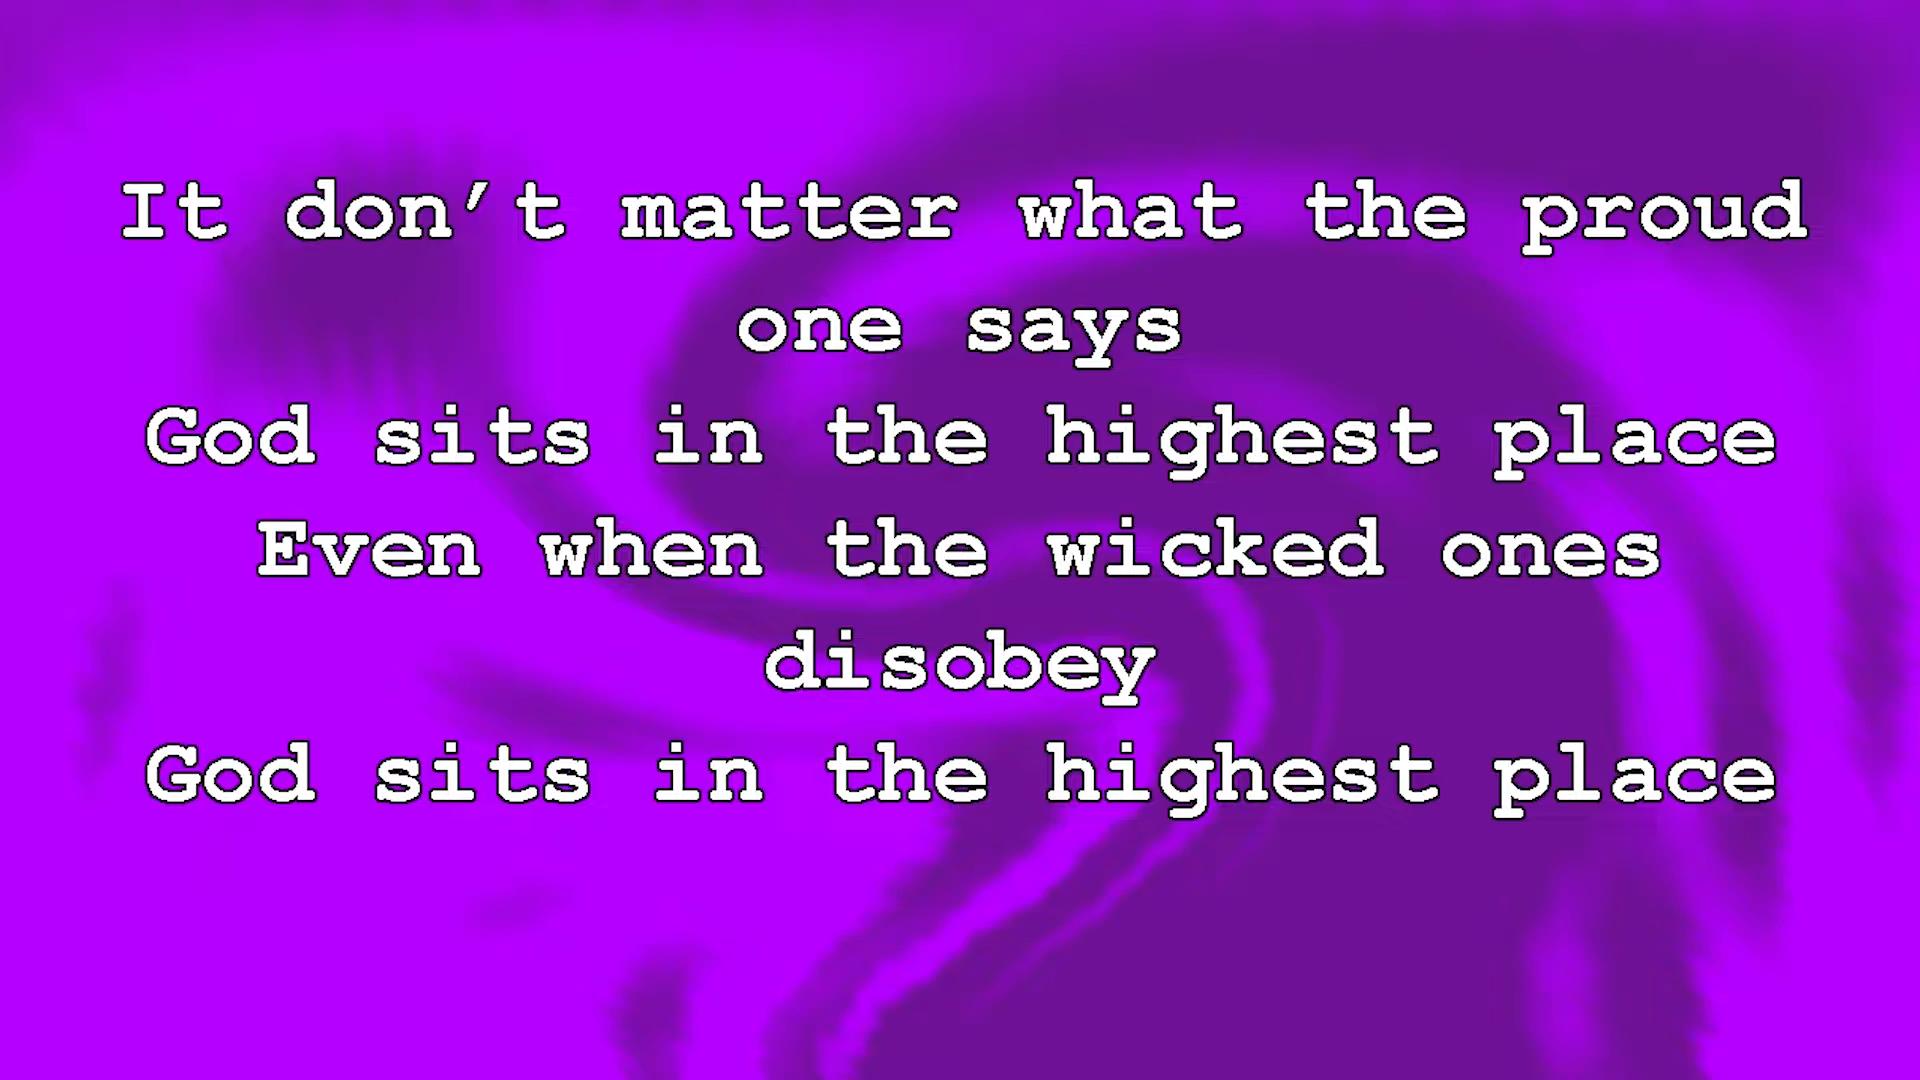 It don't matter what the proud
one says
God sits in the highest place
Even when the wicked ones
disobey
God sits in the highest place